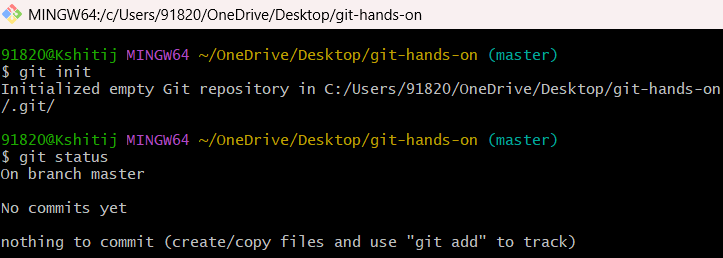 MINGW64:/c/Users/91820/OneDrive/Desktop/git-hands-on
91820@Kshitij MINGW64 ~/OneDrive/Desktop/git-hands-on (master)
$ git init
Initialized empty Git repository in C:/Users/91820/OneDrive/Desktop/git-hands-on
/.git/
91820@Kshitij MINGW64 ~/OneDrive/Desktop/git-hands-on (master)
$ git status
On branch master
No commits yet
nothing to commit (create/copy files and use "git add" to track)